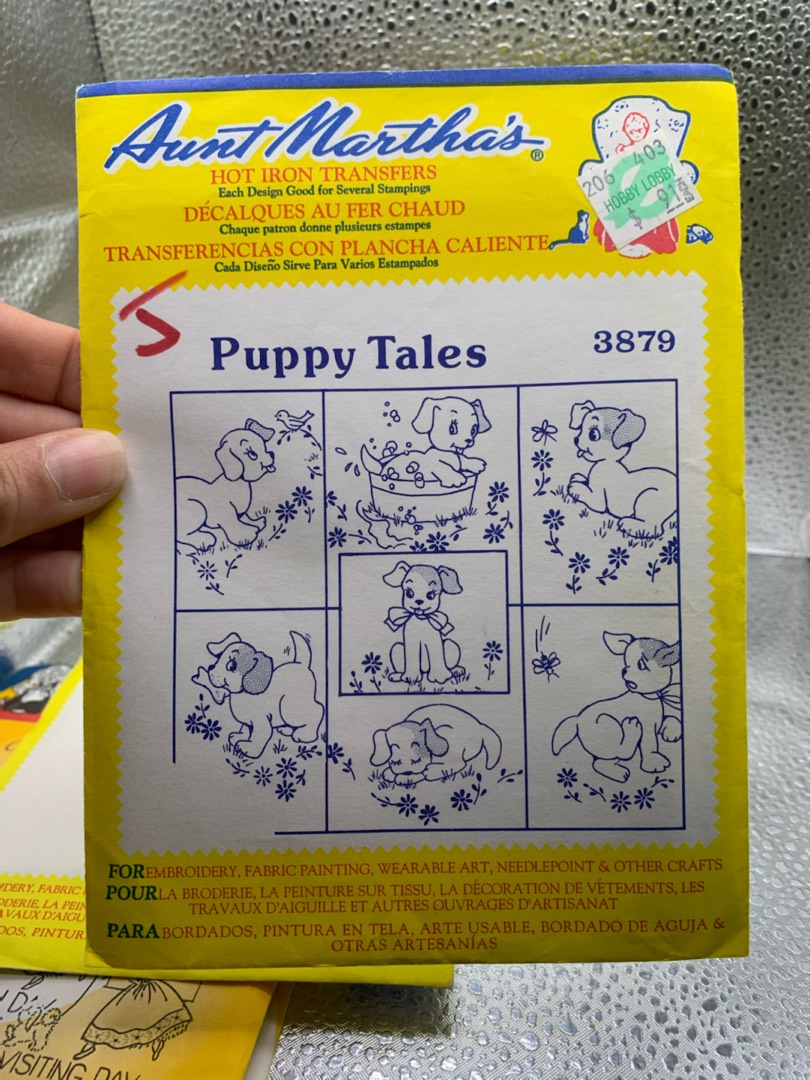 Aunt Martha's®
HOT IRON TRANSFERS
Each Design Good for Several Stampings
DÉCALQUES AU FER CHAUD
Chaque patron donne plusieurs estampes
TRANSFERENCIAS CON PLANCHA CALIENTE
Cada Diseño Sirve Para Varios Estampados
206 403
HOBBY LOBBY
5
Puppy Tales
3879
FOR EMBROIDERY, FABRIC PAINTING, WEARABLE ART, NEEDLEPOINT & OTHER CRAFTS
POUR LA BRODERIE, LA PEINTURE SUR TISSU, LA DÉCORATION DE VÊTEMENTS, LES
TRAVAUX D'AIGUILLE ET AUTRES OUVRAGES D'ARTISANAT
PARA BORDADOS, PINTURA EN TELA, ARTE USABLE, BORDADO DE AGUJA &
OTRAS ARTESANÍAS
VISITING DAY